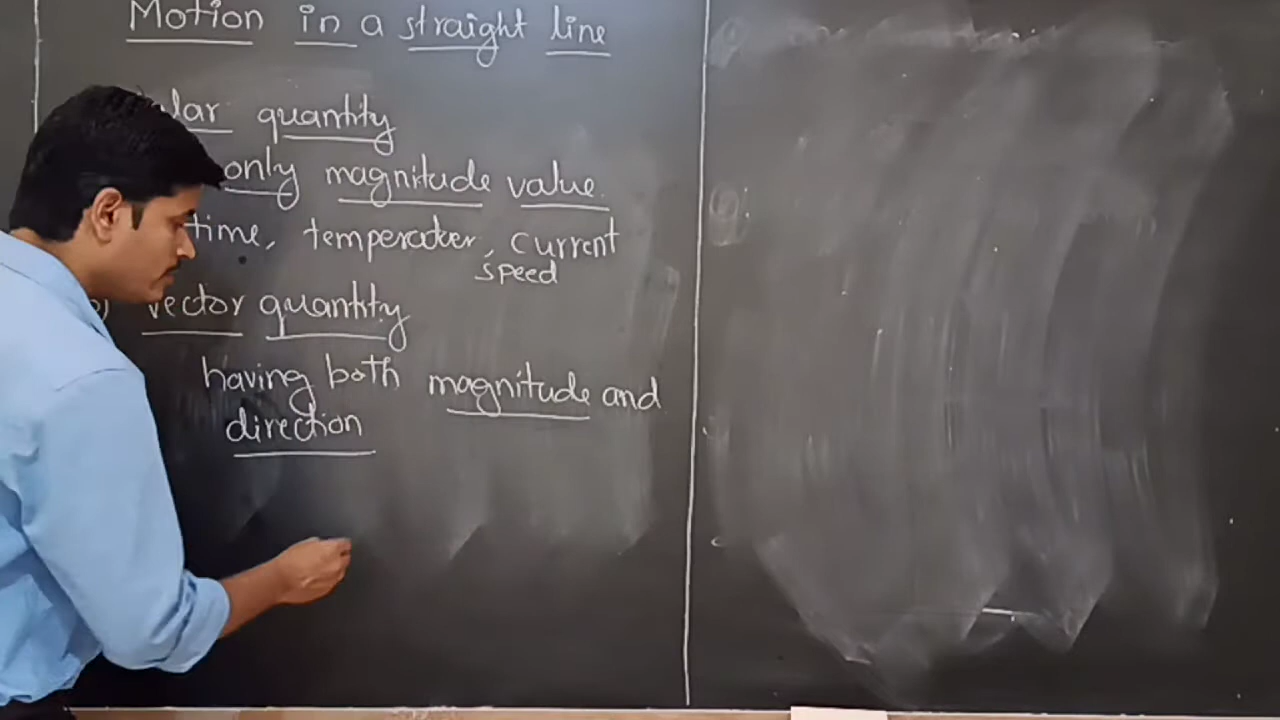 Motion in a straight line
lar quantity
only magnitude value.
time, temperater, current
speed
vector quantity
having both magnitude and
direction